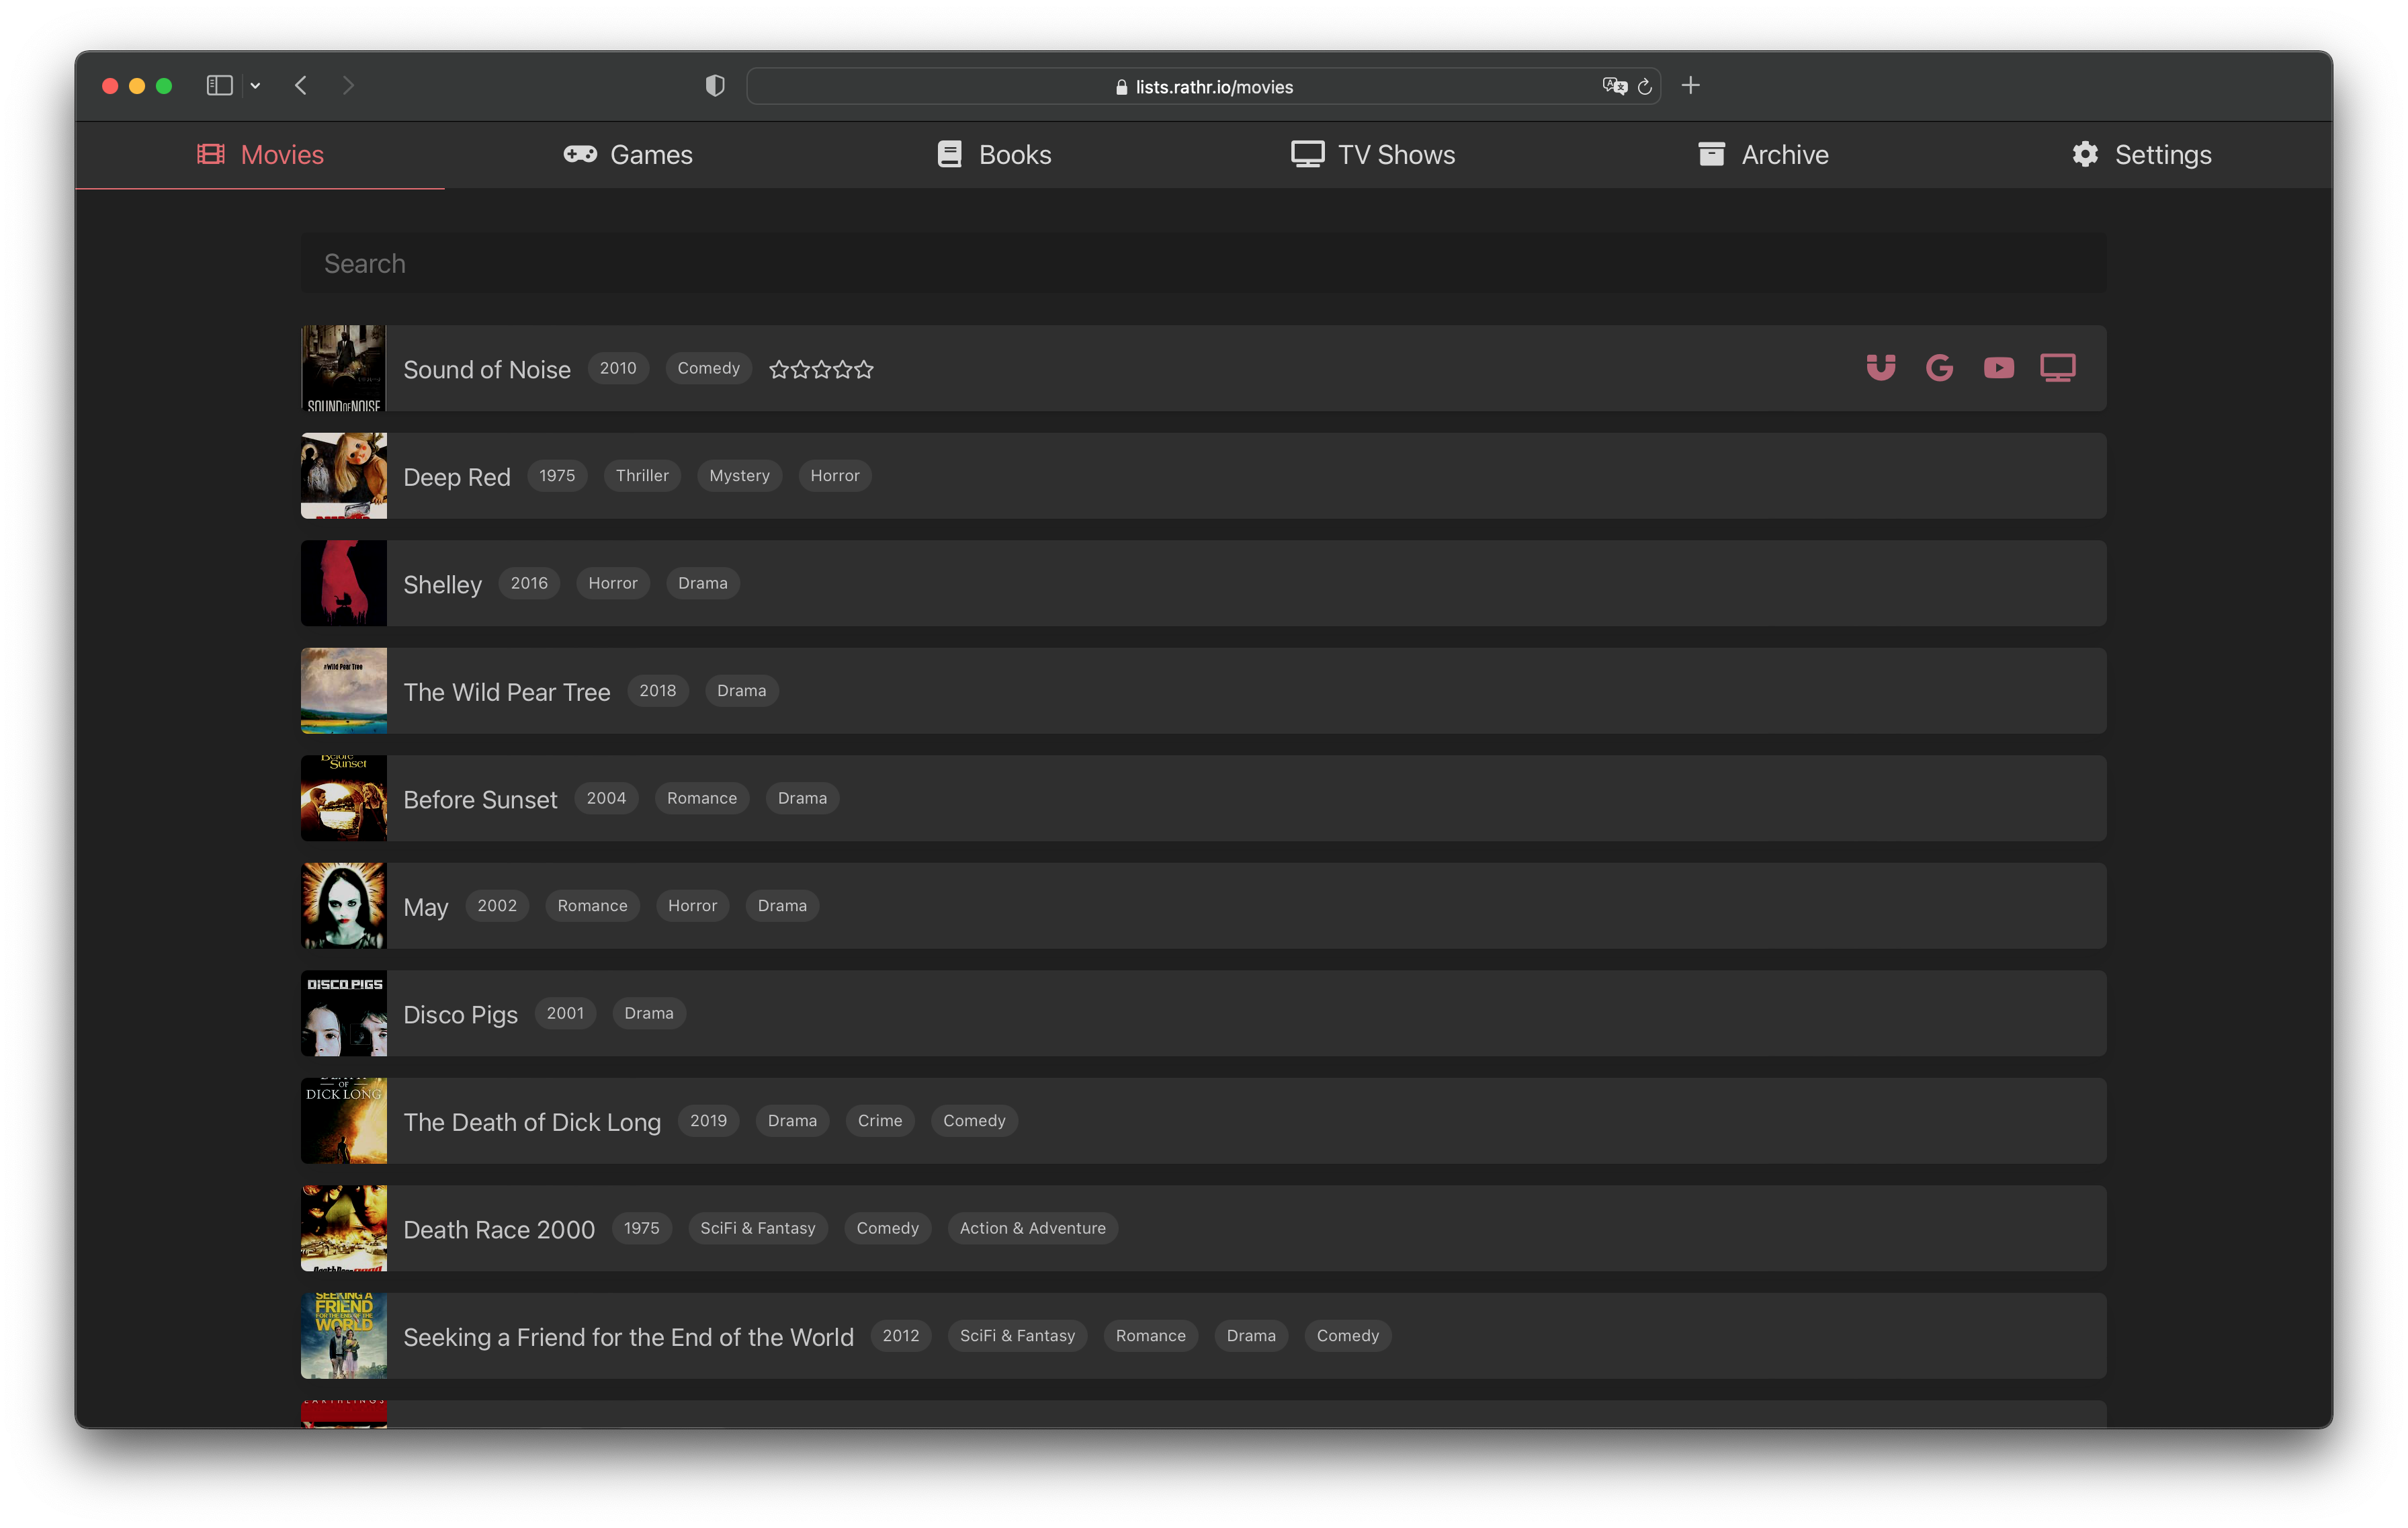 lists.rathr.io/movies
Movies Games Books TV Shows Archive Settings
Search
SOUND OF NOISE
Sound of Noise 2010 Comedy
Deep Red 1975 Thriller Mystery Horror
Shelley 2016 Horror Drama
#Wild Pear Tree
The Wild Pear Tree 2018 Drama
Before
Sunset
Before Sunset 2004 Romance Drama
May 2002 Romance Horror Drama
DISCO PIGS
Disco Pigs 2001 Drama
OF
DICK LONG
The Death of Dick Long 2019 Drama Crime Comedy
Death Race 2000 1975 SciFi & Fantasy Comedy Action & Adventure
SEEKING A
FRIEND
FOR THE END OF THE
WORLD
Seeking a Friend for the End of the World 2012 SciFi & Fantasy Romance Drama Comedy
EARTHLINGS